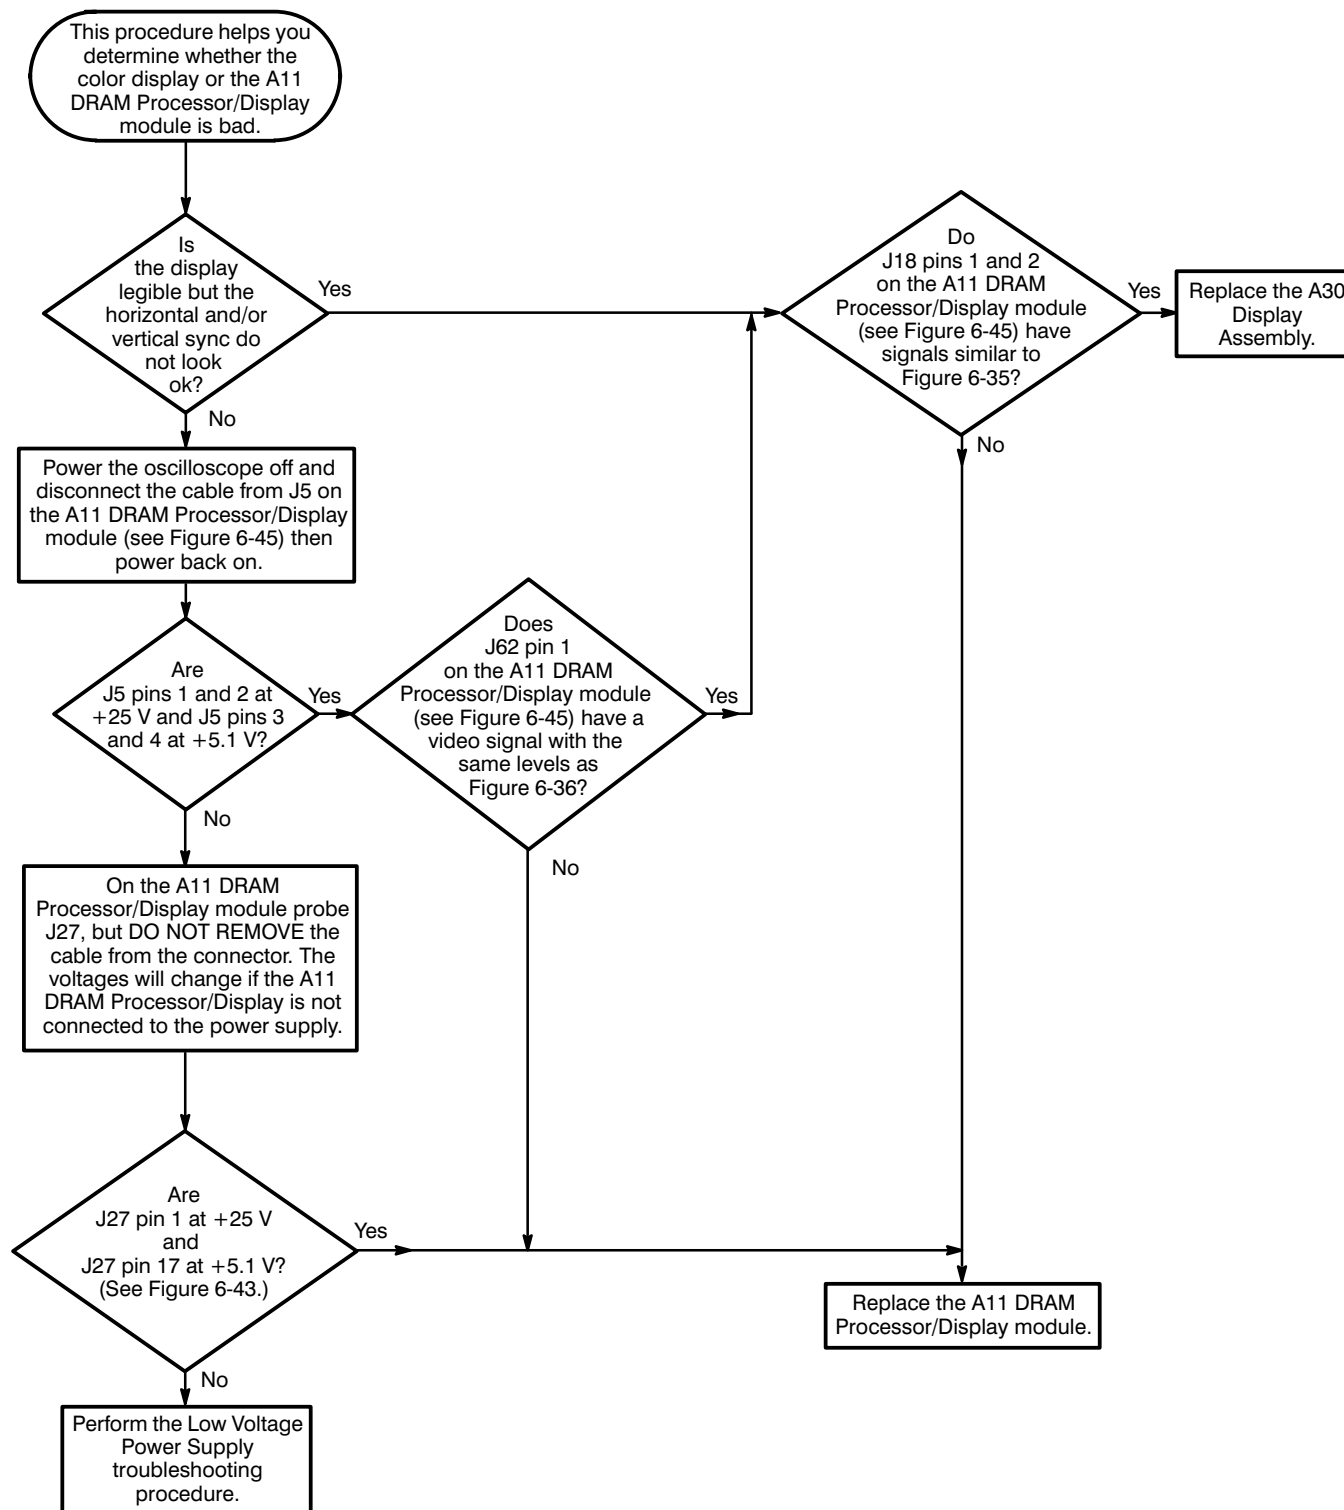 This procedure helps you
determine whether the
color display or the A11
DRAM Processor/Display
module is bad.
Is
the display
legible but the
horizontal and/or
vertical sync do
not look
ok?
Yes
No
Do
J18 pins 1 and 2
on the A11 DRAM
Processor/Display module
(see Figure 6-45) have
signals similar to
Figure 6-35?
Yes
No
Replace the A30
Display
Assembly.
Power the oscilloscope off and
disconnect the cable from J5 on
the A11 DRAM Processor/Display
module (see Figure 6-45) then
power back on.
Are
J5 pins 1 and 2 at
+25 V and J5 pins 3
and 4 at +5.1 V?
Yes
No
Does
J62 pin 1
on the A11 DRAM
Processor/Display module
(see Figure 6-45) have a
video signal with the
same levels as
Figure 6-36?
Yes
No
On the A11 DRAM
Processor/Display module probe
J27, but DO NOT REMOVE the
cable from the connector. The
voltages will change if the A11
DRAM Processor/Display is not
connected to the power supply.
Are
J27 pin 1 at +25 V
and
J27 pin 17 at +5.1 V?
(See Figure 6-43.)
Yes
No
Replace the A11 DRAM
Processor/Display module.
Perform the Low Voltage
Power Supply
troubleshooting
procedure.